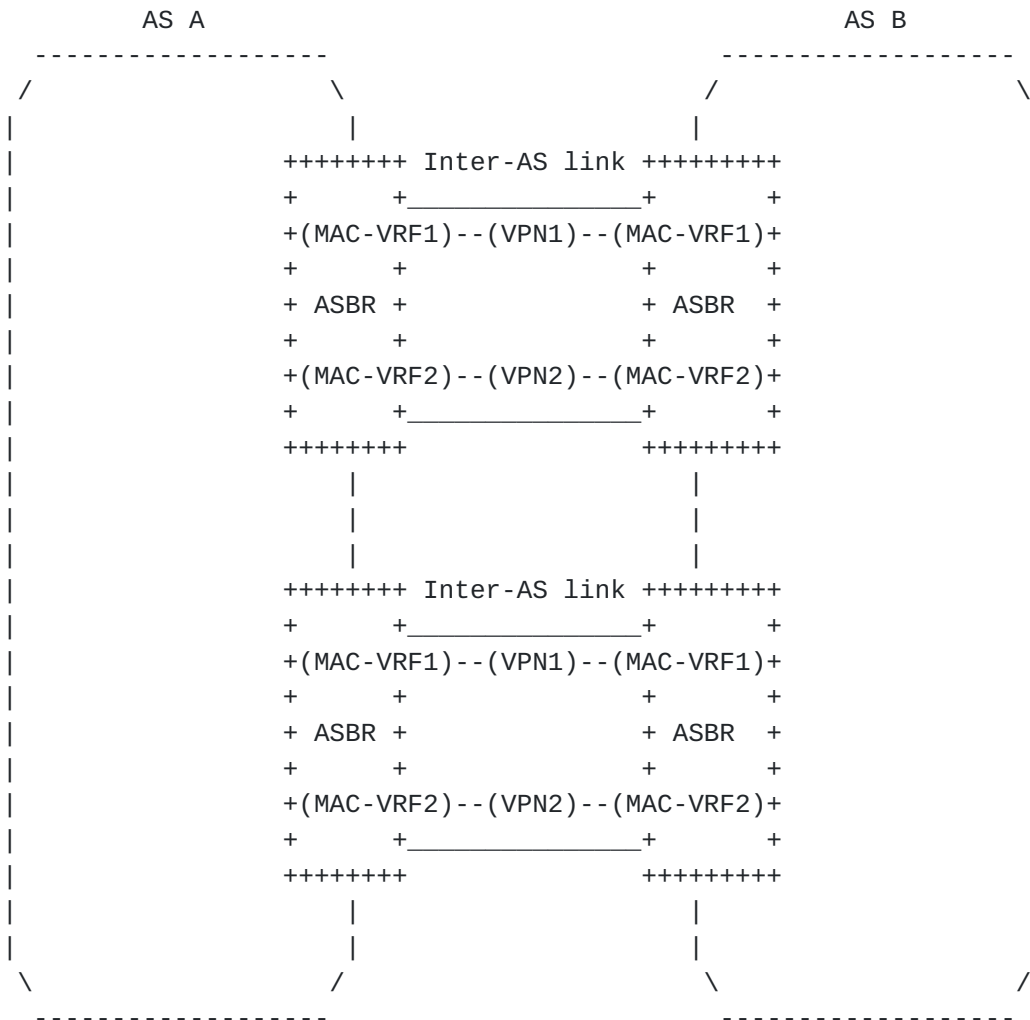 AS A AS B
Inter-AS link
(MAC-VRF1)--(VPN1)--(MAC-VRF1)
ASBR ASBR
(MAC-VRF2)--(VPN2)--(MAC-VRF2)
Inter-AS link
(MAC-VRF1)--(VPN1)--(MAC-VRF1)
ASBR ASBR
(MAC-VRF2)--(VPN2)--(MAC-VRF2)